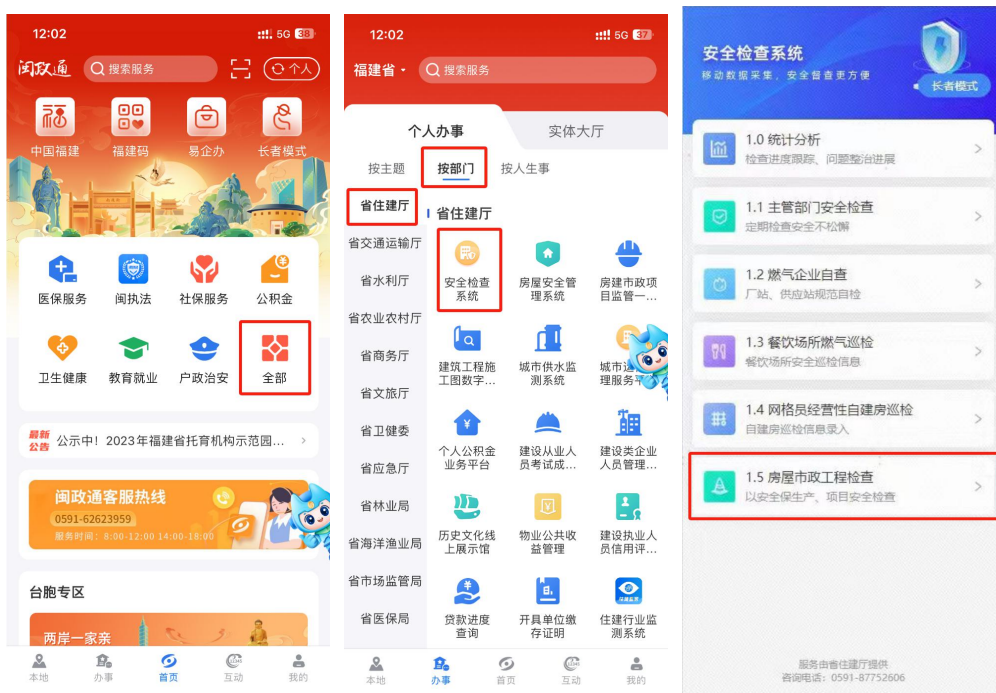 12:02
5G 38
闽政通
搜索服务
个人
福
中国福建
福建码
易企办
长者模式
医保服务
闽执法
社保服务
公积金
卫生健康
教育就业
户政治安
全部
最新
公告
公示中！2023年福建省托育机构示范园...
闽政通客服热线
0591-62623959
服务时间：8:00-12:00 14:00-18:00
台胞专区
两岸一家亲
本地
办事
首页
互动
我的
12:02
5G 37
福建省
搜索服务
个人办事
实体大厅
按主题
按部门
按人生事
省住建厅
省交通运输厅
省水利厅
省农业农村厅
省商务厅
省文旅厅
省卫健委
省应急厅
省林业局
省海洋渔业局
省市场监管局
省医保局
省住建厅
安全检查
系统
房屋安全管
理系统
房建市政项
目监管一...
建筑工程施
工图数字...
城市供水监
测系统
城市运
理服务平
个人公积金
业务平台
建设从业人
员考试成...
建设类企业
人员管理...
历史文化线
上展示馆
物业公共收
益管理
建设执业人
员信用评...
贷款进度
查询
开具单位缴
存证明
住建行业监
测系统
本地
办事
首页
互动
我的
安全检查系统
移动数据采集，安全督查更方便
长者模式
1.0 统计分析
检查进度跟踪、问题整治进展
1.1 主管部门安全检查
定期检查安全不松懈
1.2 燃气企业自查
厂站、供应站规范自检
1.3 餐饮场所燃气巡检
餐饮场所安全巡检信息
1.4 网格员经营性自建房巡检
自建房巡检信息录入
1.5 房屋市政工程检查
以安全保生产、项目安全检查
服务由省住建厅提供
咨询电话：0591-87752606